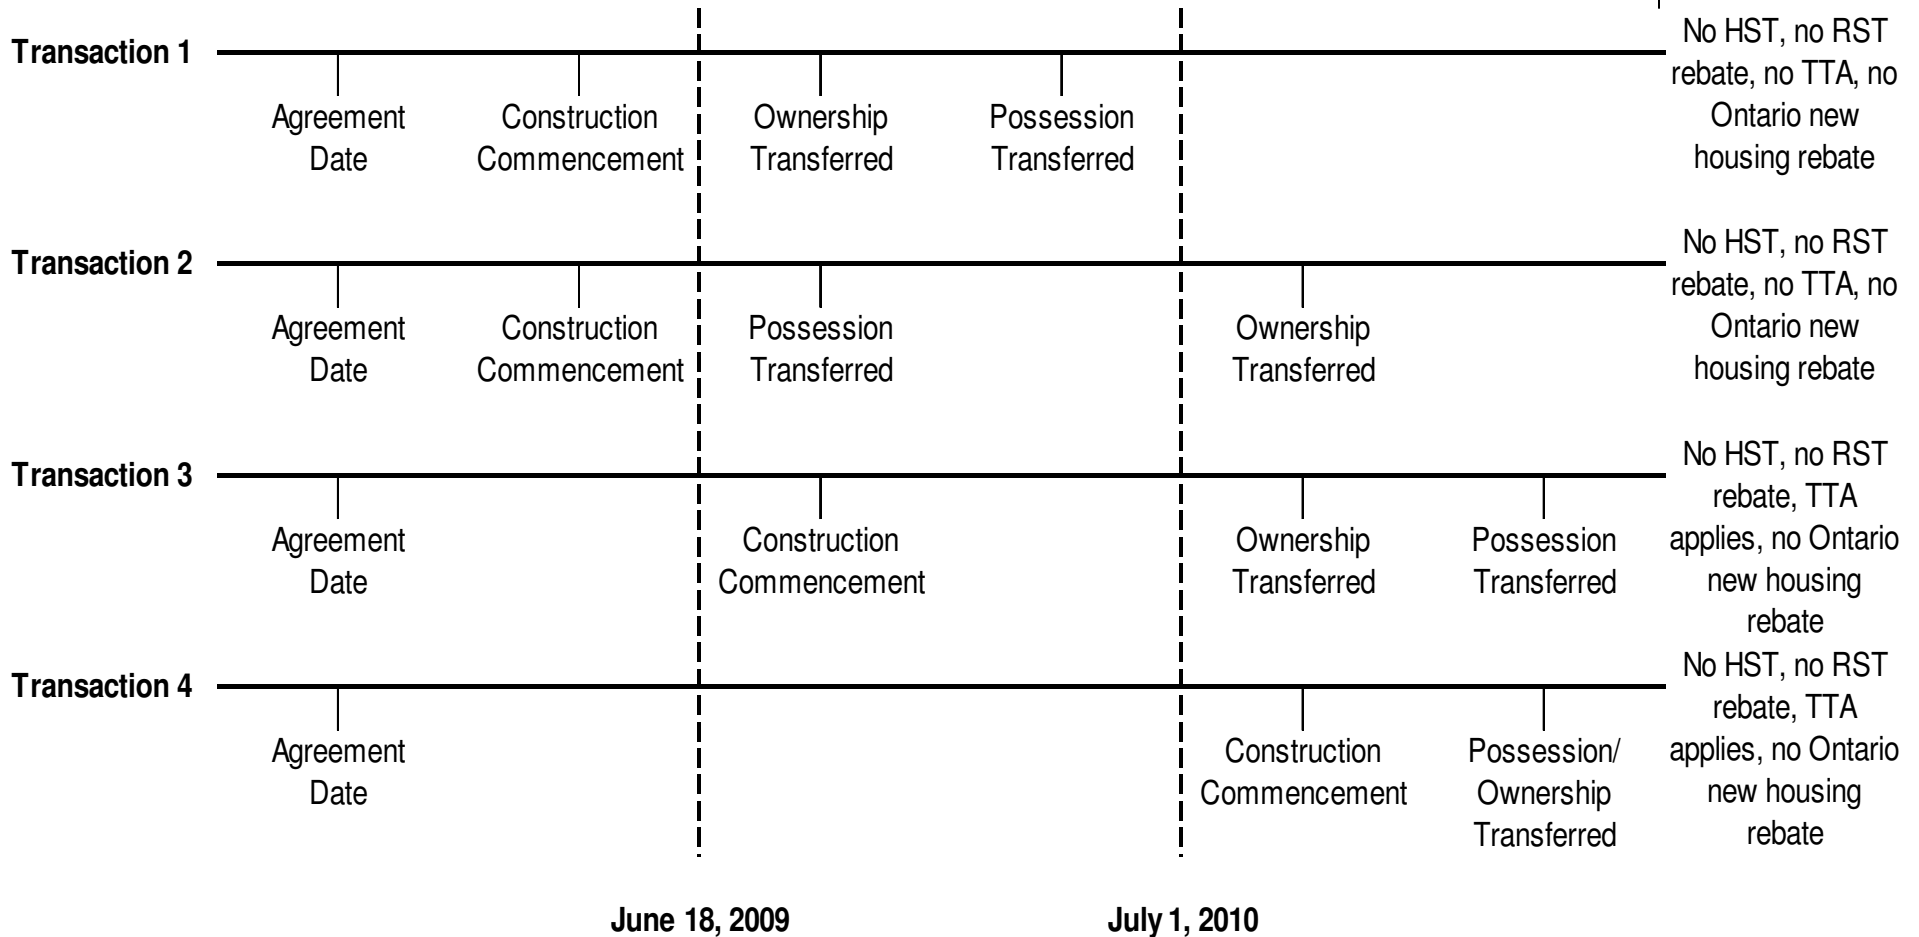 Transaction 1
Agreement
Date
Construction
Commencement
Ownership
Transferred
Possession
Transferred
No HST, no RST
rebate, no TTA, no
Ontario new
housing rebate
Transaction 2
Agreement
Date
Construction
Commencement
Possession
Transferred
Ownership
Transferred
No HST, no RST
rebate, no TTA, no
Ontario new
housing rebate
Transaction 3
Agreement
Date
Construction
Commencement
Ownership
Transferred
Possession
Transferred
No HST, no RST
rebate, TTA
applies, no Ontario
new housing
rebate
Transaction 4
Agreement
Date
Construction
Commencement
Possession/
Ownership
Transferred
No HST, no RST
rebate, TTA
applies, no Ontario
new housing
rebate
June 18, 2009
July 1, 2010